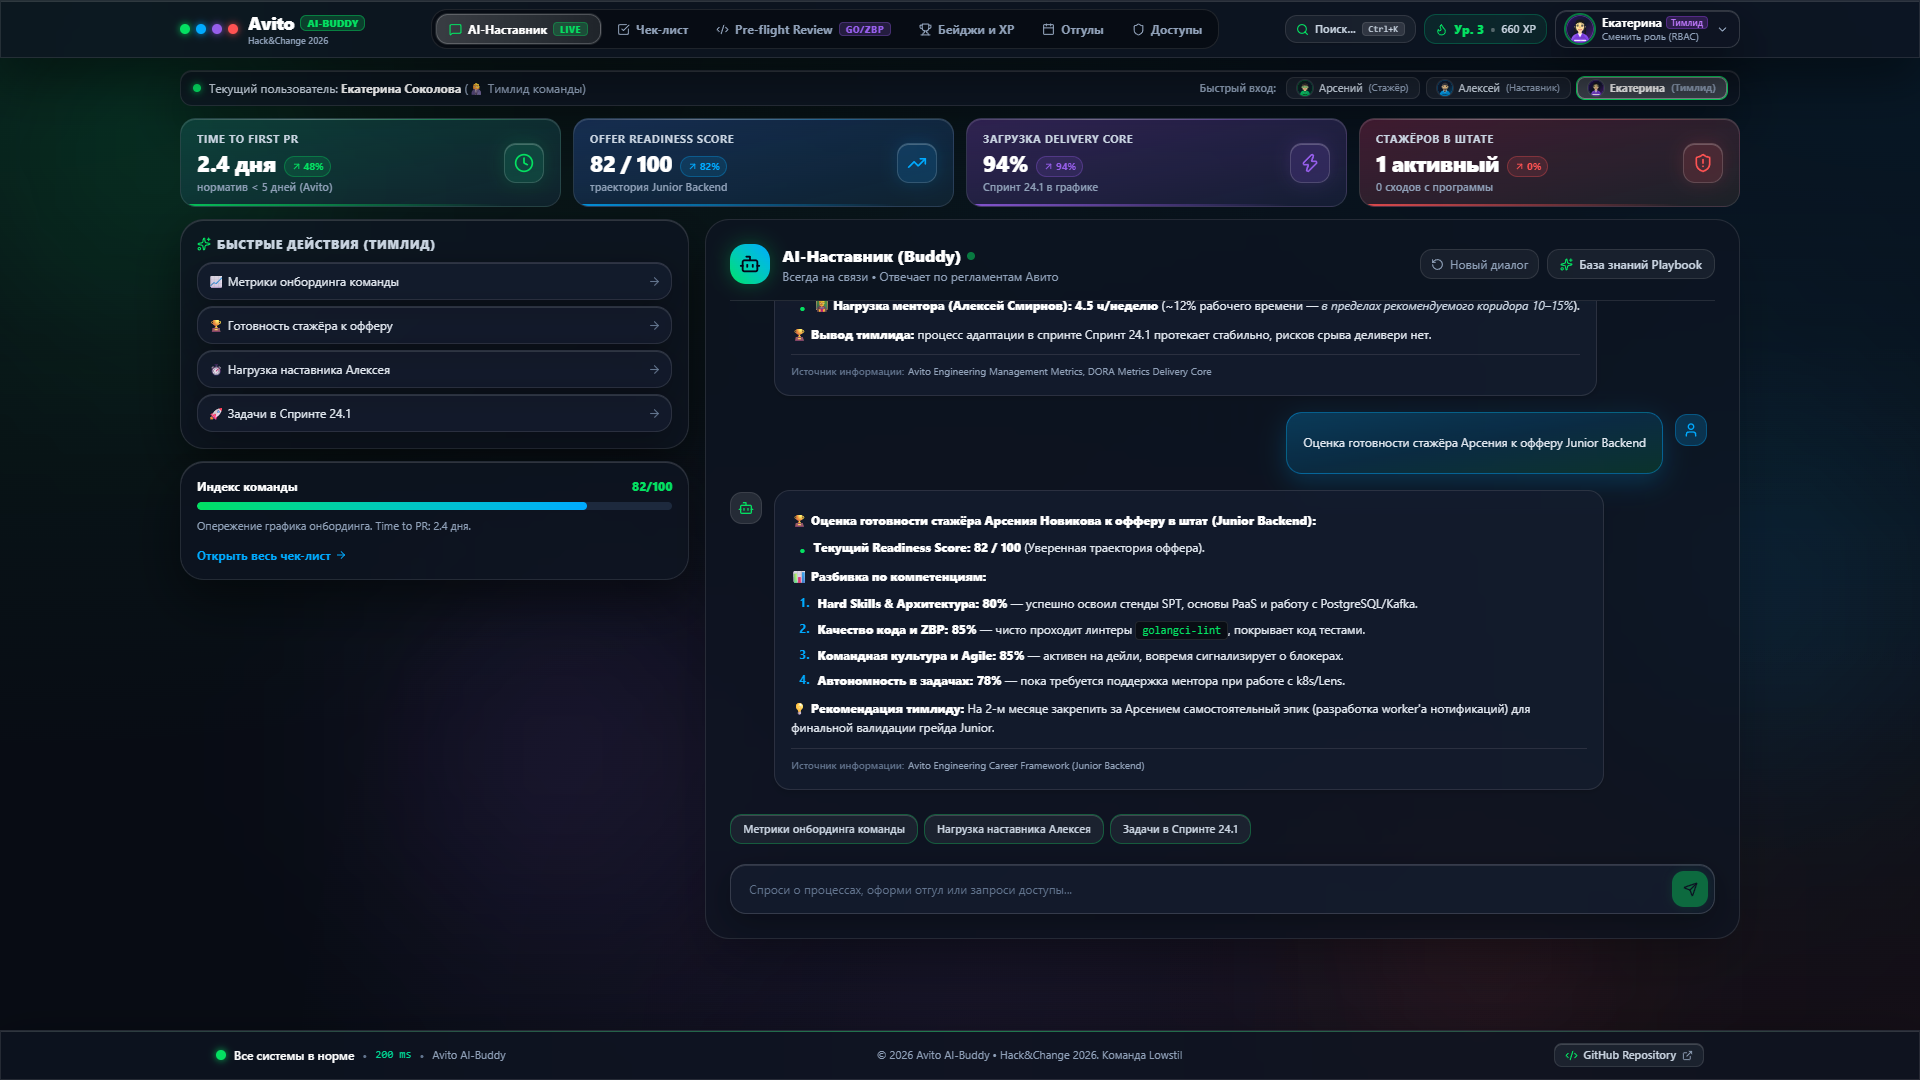 Avito AI-BUDDY
Hack&Change 2026
AI-Наставник LIVE
Чек-лист
Pre-flight Review GO/ZBP
Бейджи и XP
Отгулы
Доступы
Поиск... Ctrl+K
Ур. 3 • 660 XP
Екатерина Тимлид
Сменить роль (RBAC)
Текущий пользователь: Екатерина Соколова (👩‍💼 Тимлид команды)
Быстрый вход:
Арсений (Стажёр)
Алексей (Наставник)
Екатерина (Тимлид)
TIME TO FIRST PR
2.4 дня ↗ 48%
норматив < 5 дней (Avito)
OFFER READINESS SCORE
82 / 100 ↗ 82%
траектория Junior Backend
ЗАГРУЗКА DELIVERY CORE
94% ↗ 94%
Спринт 24.1 в графике
СТАЖЁРОВ В ШТАТЕ
1 активный ↗ 0%
0 сходов с программы
БЫСТРЫЕ ДЕЙСТВИЯ (ТИМЛИД)
📈 Метрики онбординга команды →
🏆 Готовность стажёра к офферу →
⏰ Нагрузка наставника Алексея →
🚀 Задачи в Спринте 24.1 →
Индекс команды 82/100
Опережение графика онбординга. Time to PR: 2.4 дня.
Открыть весь чек-лист →
AI-Наставник (Buddy)
Всегда на связи • Отвечает по регламентам Авито
Новый диалог
База знаний Playbook
Нагрузка ментора (Алексей Смирнов): 4.5 ч/неделю (~12% рабочего времени — в пределах рекомендуемого коридора 10–15%).
🏆 Вывод тимлида: процесс адаптации в спринте Спринт 24.1 протекает стабильно, рисков срыва деливери нет.
Источник информации: Avito Engineering Management Metrics, DORA Metrics Delivery Core
Оценка готовности стажёра Арсения к офферу Junior Backend
🏆 Оценка готовности стажёра Арсения Новикова к офферу в штат (Junior Backend):
• Текущий Readiness Score: 82 / 100 (Уверенная траектория оффера).
📊 Разбивка по компетенциям:
1. Hard Skills & Архитектура: 80% — успешно освоил стенды SPT, основы PaaS и работу с PostgreSQL/Kafka.
2. Качество кода и ZBP: 85% — чисто проходит линтеры golangci-lint, покрывает код тестами.
3. Командная культура и Agile: 85% — активен на дейли, вовремя сигнализирует о блокерах.
4. Автономность в задачах: 78% — пока требуется поддержка ментора при работе с k8s/Lens.
💡 Рекомендация тимлиду: На 2-м месяце закрепить за Арсением самостоятельный эпик (разработка worker'а нотификаций) для
финальной валидации грейда Junior.
Источник информации: Avito Engineering Career Framework (Junior Backend)
Метрики онбординга команды
Нагрузка наставника Алексея
Задачи в Спринте 24.1
Спроси о процессах, оформи отгул или запроси доступы...
Все системы в норме • 200 ms • Avito AI-Buddy
© 2026 Avito AI-Buddy • Hack&Change 2026. Команда Lowstil
GitHub Repository